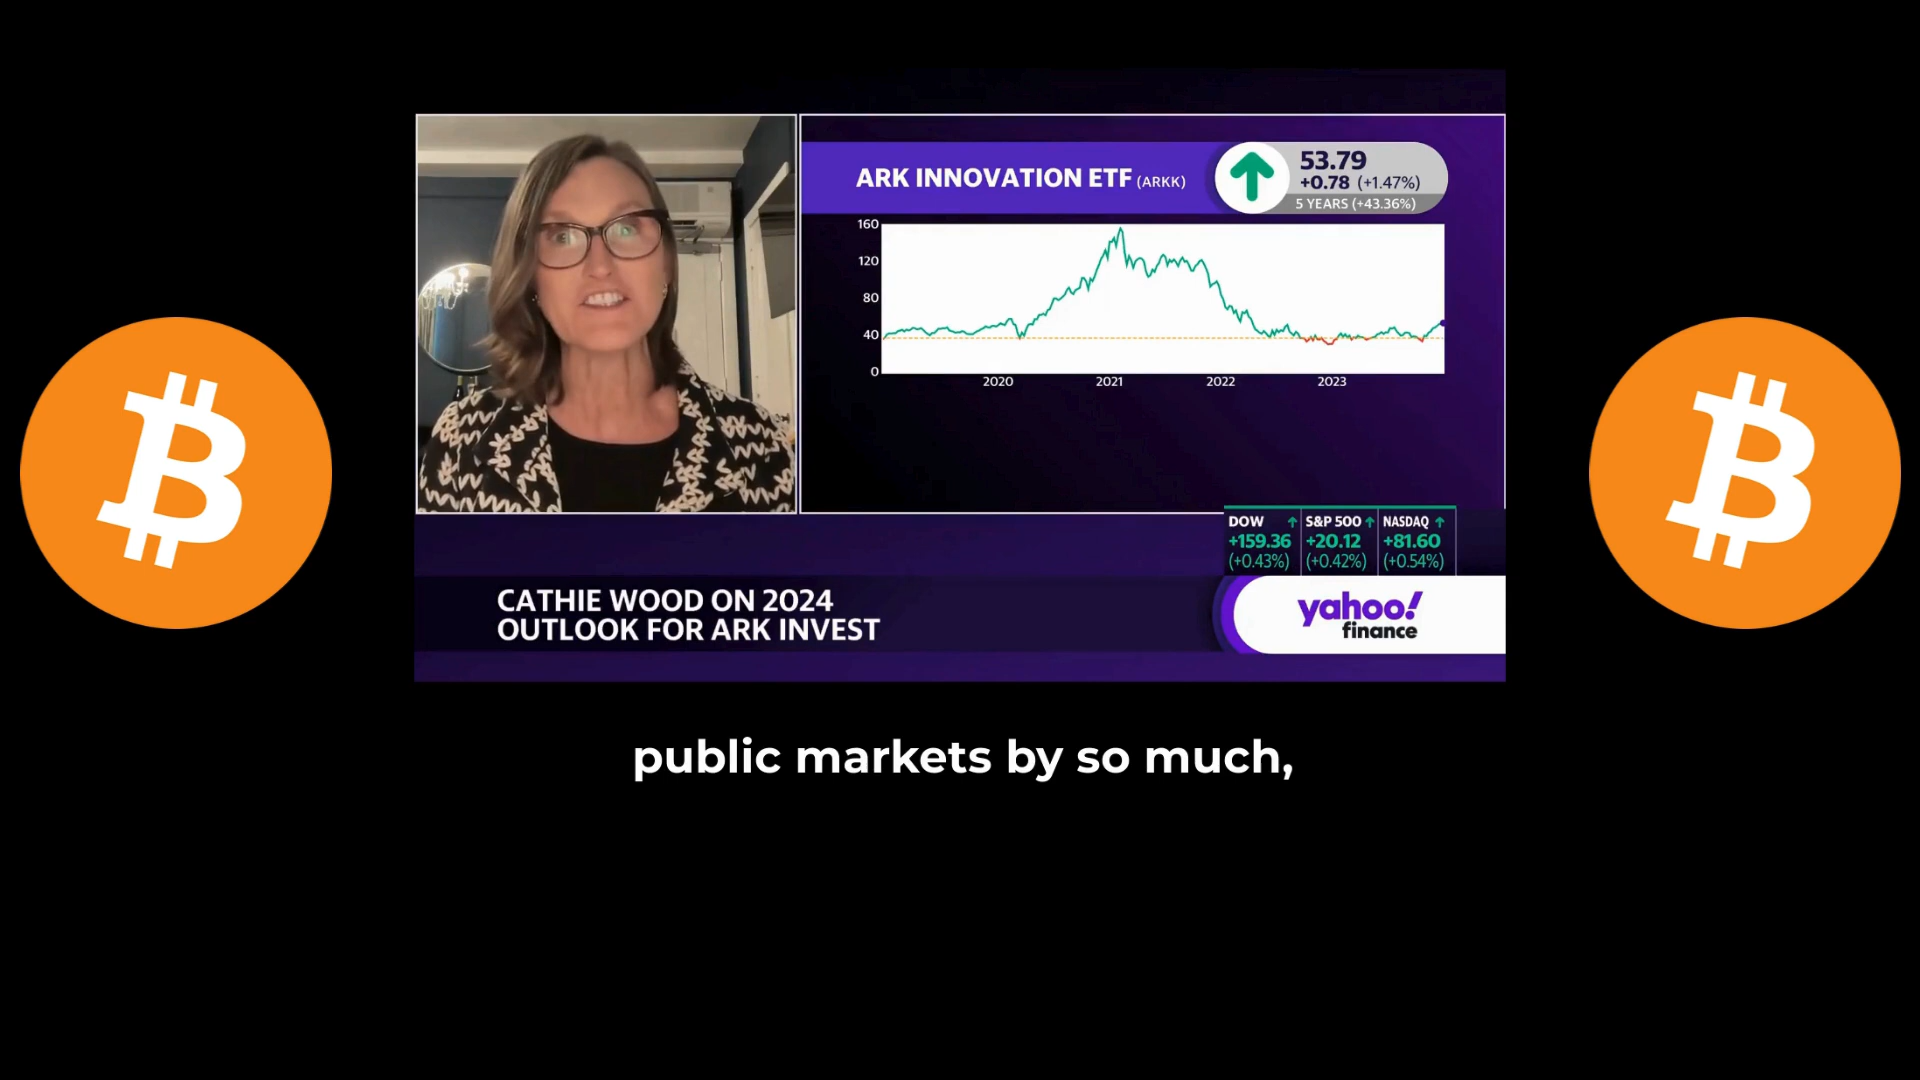 ARK INNOVATION ETF (ARKK)
53.79
+0.78 (+1.47%)
5 YEARS (+43.36%)
160
120
80
40
0
2020 2021 2022 2023
DOW S&P 500 NASDAQ
+159.36 +20.12 +81.60
(+0.43%) (+0.42%) (+0.54%)
CATHIE WOOD ON 2024
OUTLOOK FOR ARK INVEST
yahoo!
finance
public markets by so much,